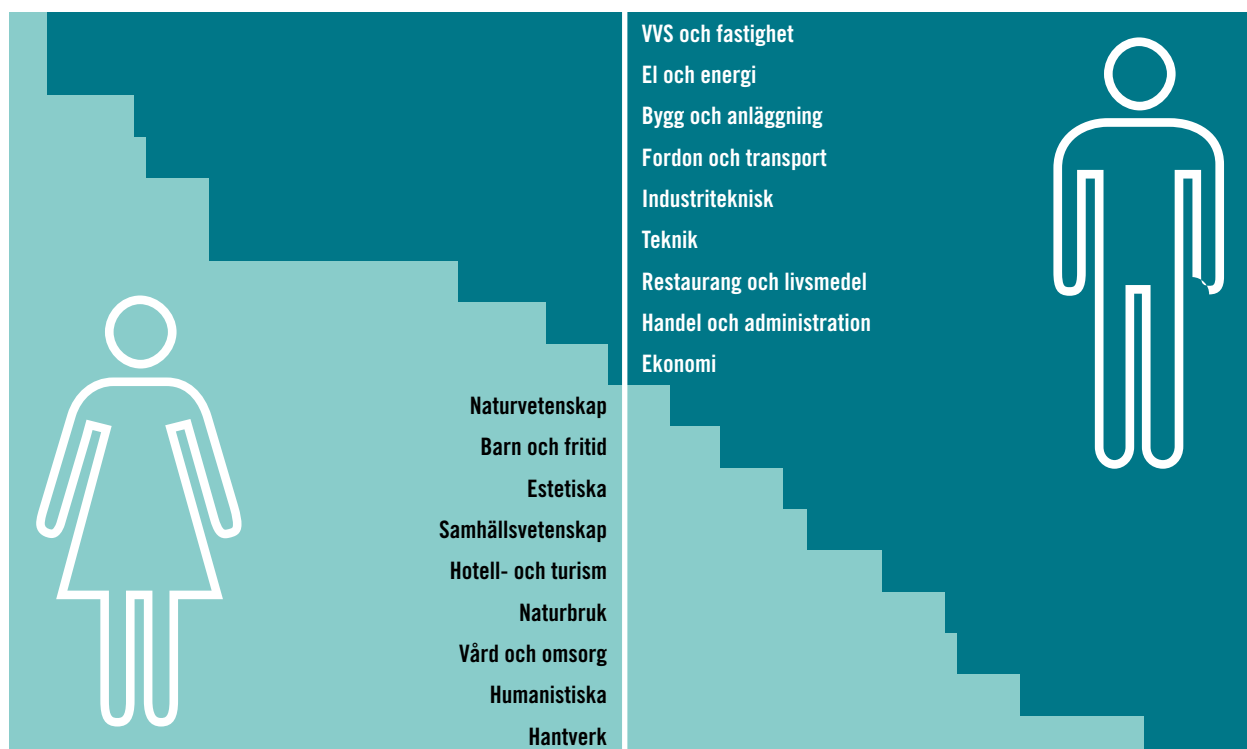 VVS och fastighet
El och energi
Bygg och anläggning
Fordon och transport
Industriteknisk
Teknik
Restaurang och livsmedel
Handel och administration
Ekonomi
Naturvetenskap
Barn och fritid
Estetiska
Samhällsvetenskap
Hotell- och turism
Naturbruk
Vård och omsorg
Humanistiska
Hantverk